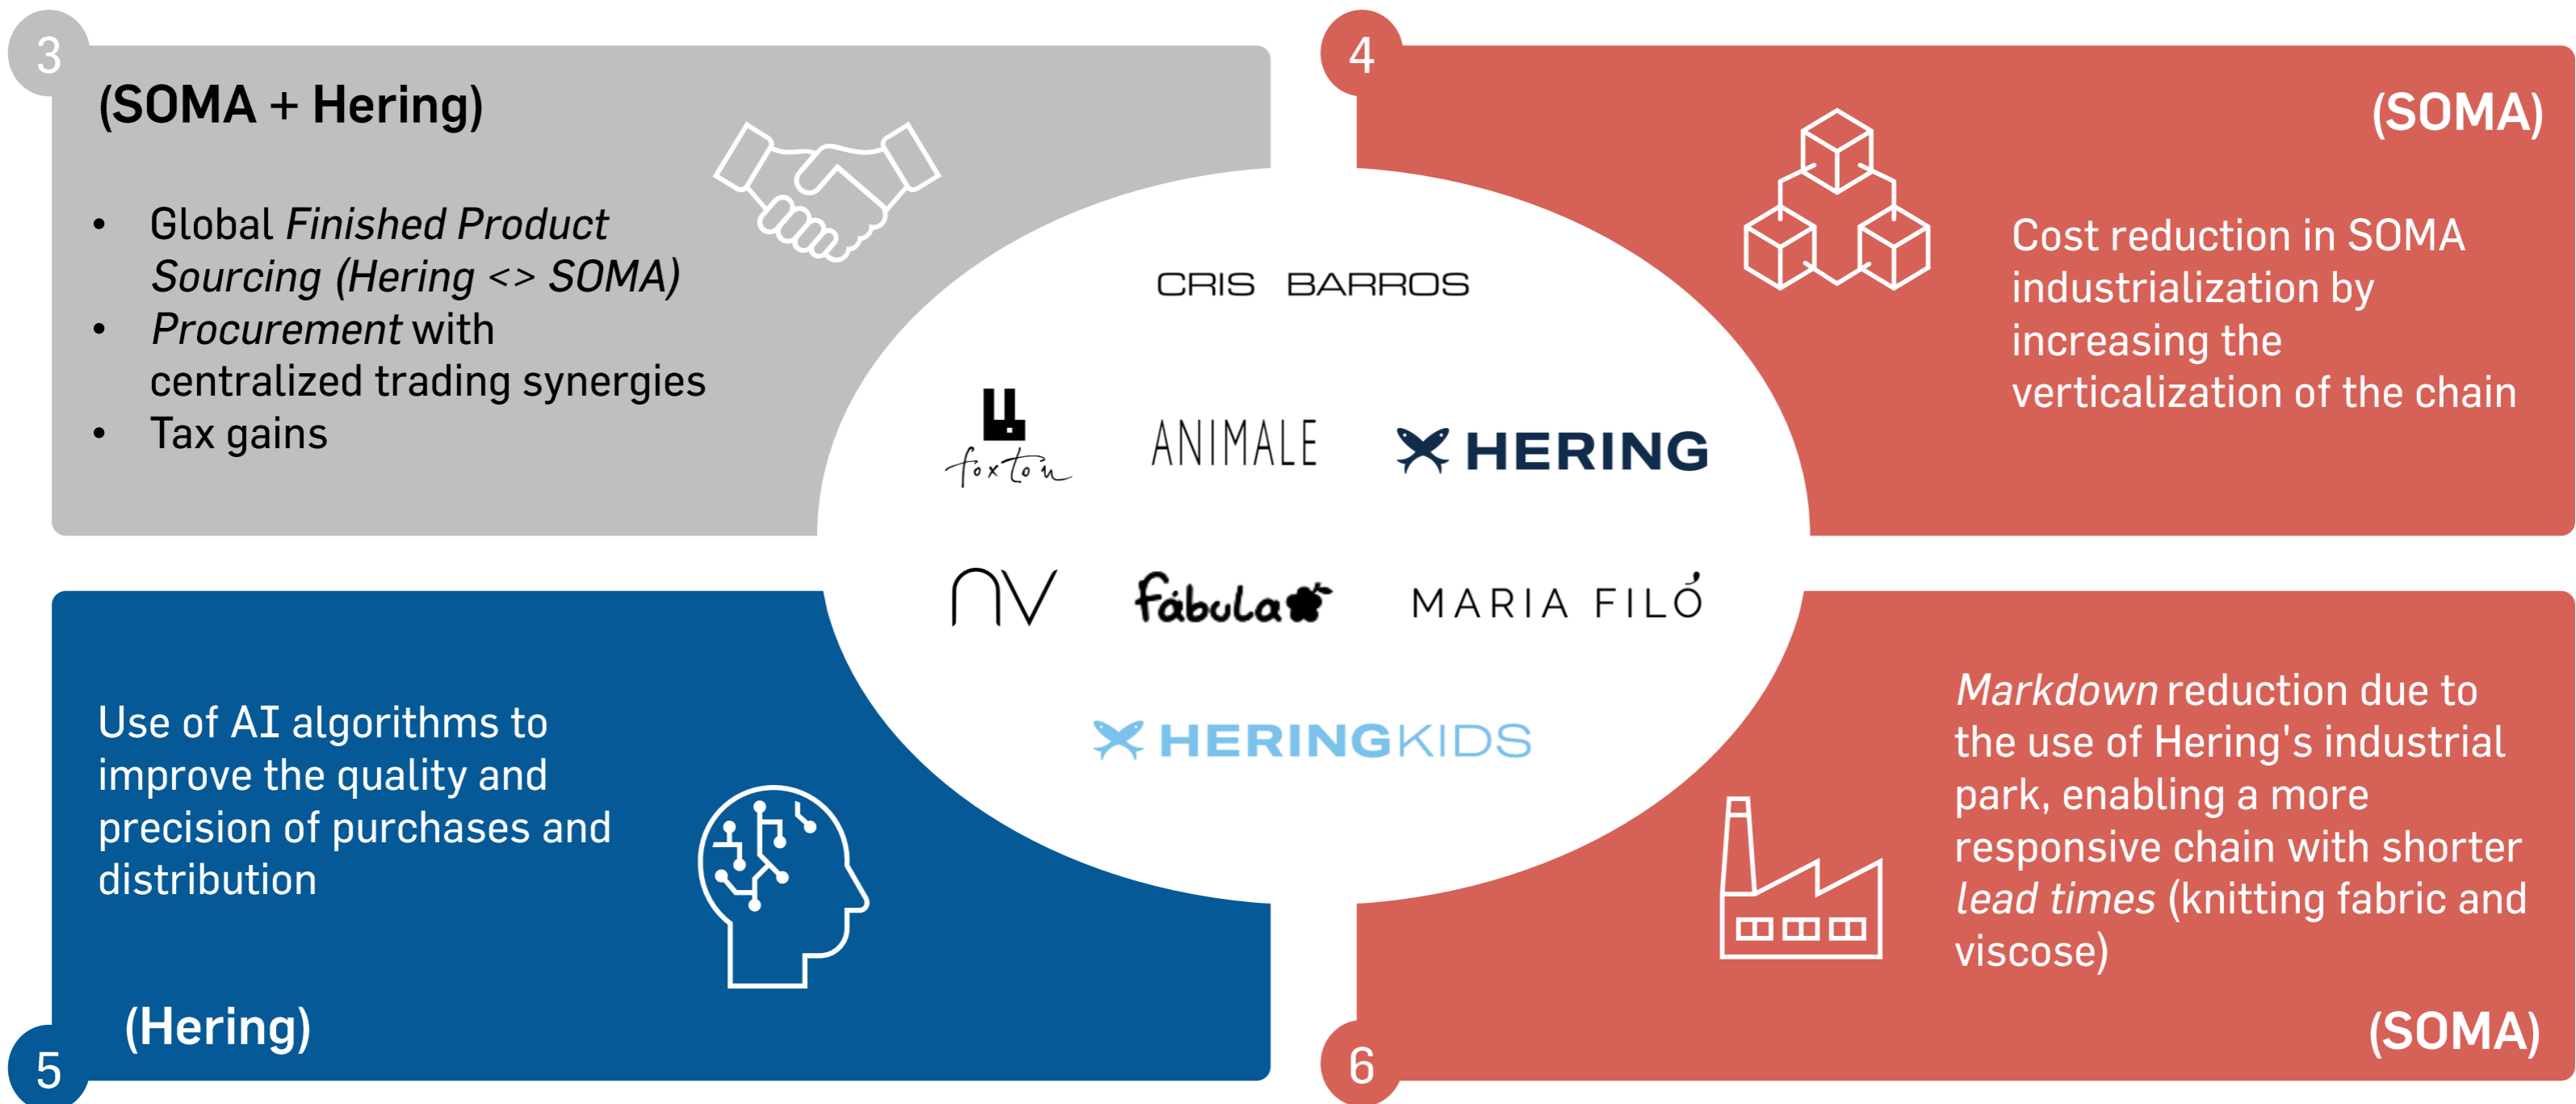 3
(SOMA + Hering)
• Global Finished Product
Sourcing (Hering <> SOMA)
• Procurement with
centralized trading synergies
• Tax gains
4
(SOMA)
Cost reduction in SOMA
industrialization by
increasing the
verticalization of the chain
CRIS BARROS
foxton
ANIMALE
HERING
NV
Fábula
MARIA FILÓ
HERINGKIDS
Use of AI algorithms to
improve the quality and
precision of purchases and
distribution
(Hering)
5
Markdown reduction due to
the use of Hering's industrial
park, enabling a more
responsive chain with shorter
lead times (knitting fabric and
viscose)
(SOMA)
6